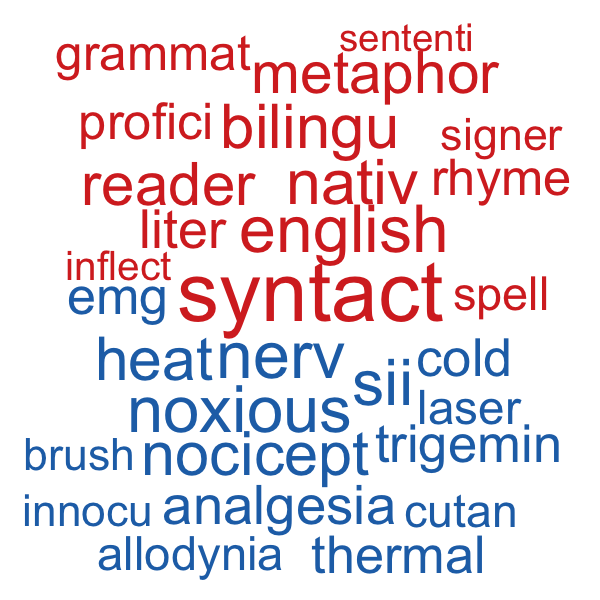 sententi
grammat
metaphor
profici bilingu signer
reader nativ rhyme
liter english
inflect
emg syntact spell
heat nerv sii cold
noxious laser
brush nocicept trigemin
innocu analgesia cutan
allodynia thermal